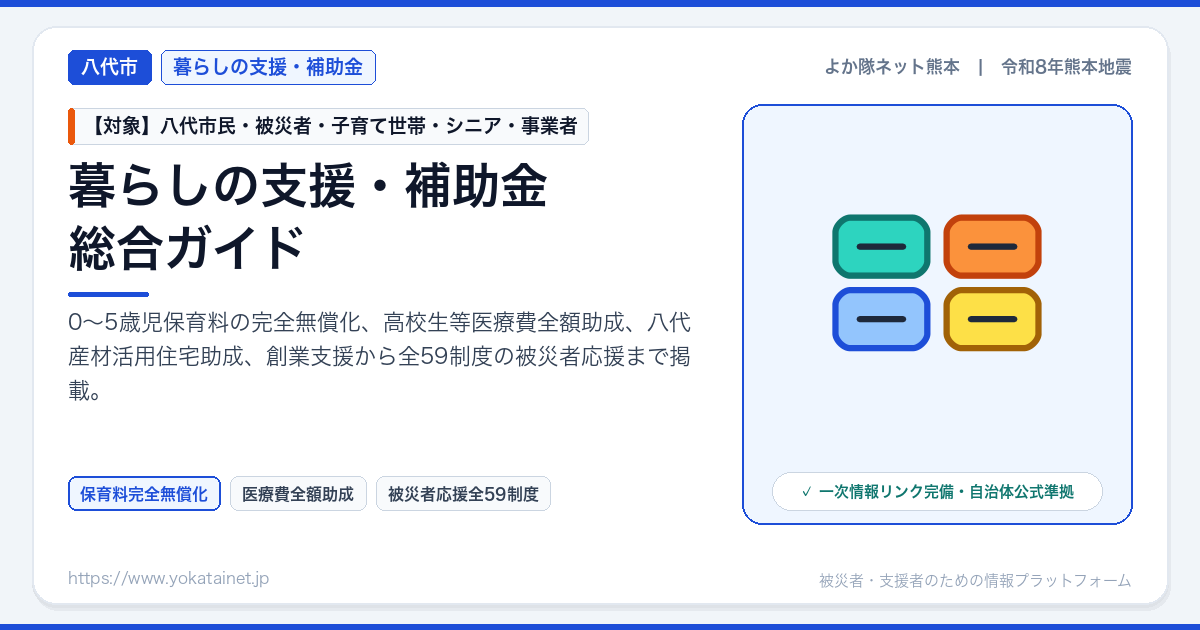 八代市
暮らしの支援・補助金
よか隊ネット熊本 | 令和8年熊本地震
【対象】八代市民・被災者・子育て世帯・シニア・事業者
暮らしの支援・補助金
総合ガイド
0〜5歳児保育料の完全無償化、高校生等医療費全額助成、八代
産材活用住宅助成、創業支援から全59制度の被災者応援まで掲
載。
保育料完全無償化
医療費全額助成
被災者応援全59制度
✓ 一次情報リンク完備・自治体公式準拠
https://www.yokatainet.jp
被災者・支援者のための情報プラットフォーム